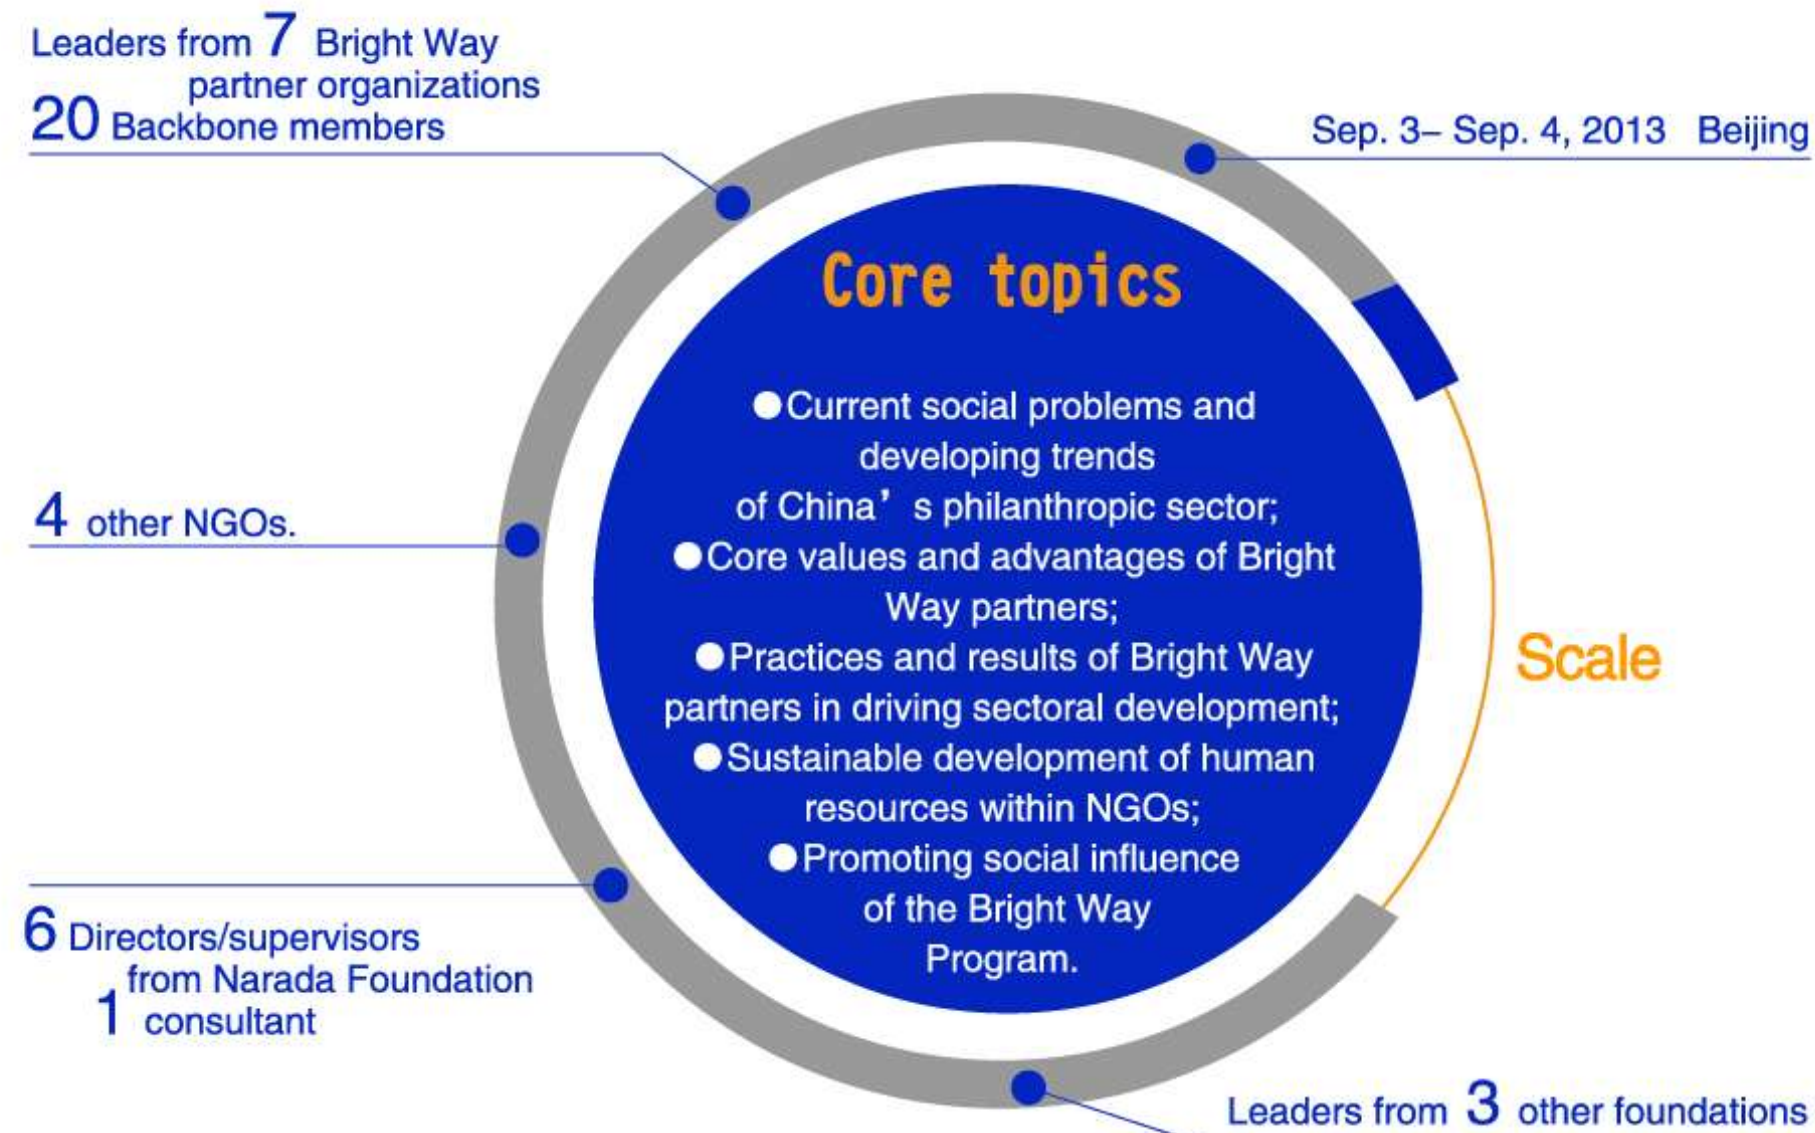 Leaders from 7 Bright Way
partner organizations
20 Backbone members
Sep. 3– Sep. 4, 2013 Beijing
Core topics
●Current social problems and
developing trends
of China’ s philanthropic sector;
●Core values and advantages of Bright
Way partners;
●Practices and results of Bright Way
partners in driving sectoral development;
●Sustainable development of human
resources within NGOs;
●Promoting social influence
of the Bright Way
Program.
4 other NGOs.
Scale
6 Directors/supervisors
from Narada Foundation
1 consultant
Leaders from 3 other foundations